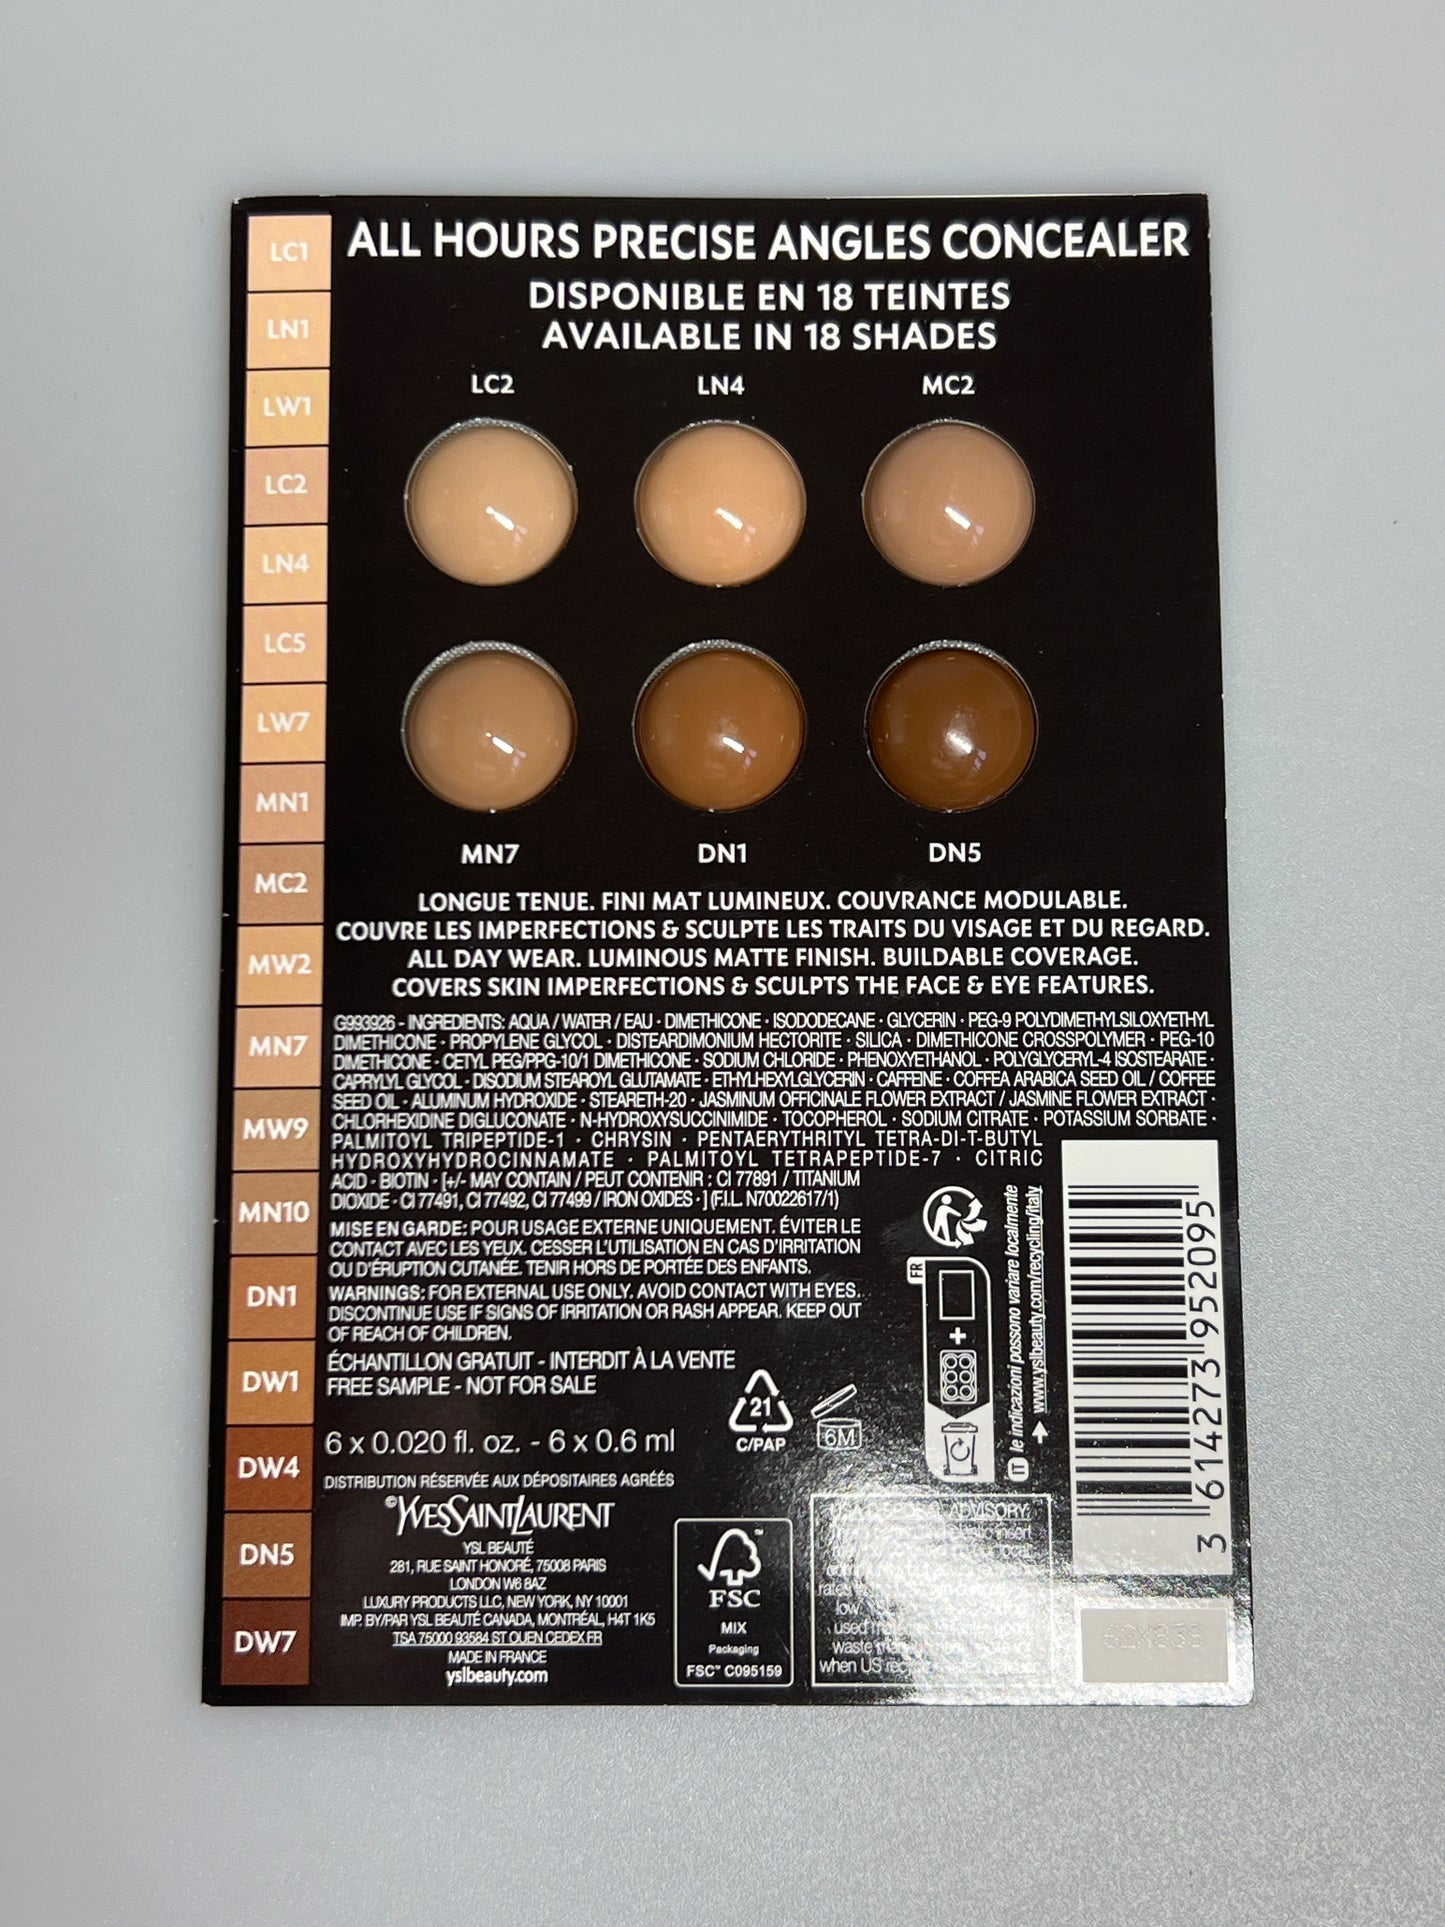 ALL HOURS PRECISE ANGLES CONCEALER
DISPONIBLE EN 18 TEINTES
AVAILABLE IN 18 SHADES
LC1
LN1
LW1
LC2
LN4
LC5
LW7
MN1
MC2
MW2
MN7
MW9
MN10
DN1
DW1
DW4
DN5
DW7
LC2 LN4 MC2
MN7 DN1 DN5
LONGUE TENUE. FINI MAT LUMINEUX. COUVRANCE MODULABLE.
COUVRE LES IMPERFECTIONS & SCULPTE LES TRAITS DU VISAGE ET DU REGARD.
ALL DAY WEAR. LUMINOUS MATTE FINISH. BUILDABLE COVERAGE.
COVERS SKIN IMPERFECTIONS & SCULPTS THE FACE & EYE FEATURES.
G993926 - INGREDIENTS: AQUA / WATER / EAU • DIMETHICONE • ISODODECANE • GLYCERIN • PEG-9 POLYDIMETHYLSILOXYETHYL
DIMETHICONE • PROPYLENE GLYCOL • DISTEARDIMONIUM HECTORITE • SILICA • DIMETHICONE CROSSPOLYMER • PEG-10
DIMETHICONE • CETYL PEG/PPG-10/1 DIMETHICONE • SODIUM CHLORIDE • PHENOXYETHANOL • POLYGLYCERYL-4 ISOSTEARATE •
CAPRYLYL GLYCOL • DISODIUM STEAROYL GLUTAMATE • ETHYLHEXYLGLYCERIN • CAFFEINE • COFFEA ARABICA SEED OIL / COFFEE
SEED OIL • ALUMINUM HYDROXIDE • STEARETH-20 • JASMINUM OFFICINALE FLOWER EXTRACT / JASMINE FLOWER EXTRACT •
CHLORHEXIDINE DIGLUCONATE • N-HYDROXYSUCCINIMIDE • TOCOPHEROL • SODIUM CITRATE • POTASSIUM SORBATE •
PALMITOYL TRIPEPTIDE-1 • CHRYSIN • PENTAERYTHRITYL TETRA-DI-T-BUTYL
HYDROXYHYDROCINNAMATE • PALMITOYL TETRAPEPTIDE-7 • CITRIC
ACID • BIOTIN • [+/- MAY CONTAIN / PEUT CONTENIR : CI 77891 / TITANIUM
DIOXIDE • CI 77491, CI 77492, CI 77499 / IRON OXIDES • ] (F.I.L. N70022617/1)
MISE EN GARDE: POUR USAGE EXTERNE UNIQUEMENT. ÉVITER LE
CONTACT AVEC LES YEUX. CESSER L'UTILISATION EN CAS D'IRRITATION
OU D'ÉRUPTION CUTANÉE. TENIR HORS DE PORTÉE DES ENFANTS.
WARNINGS: FOR EXTERNAL USE ONLY. AVOID CONTACT WITH EYES.
DISCONTINUE USE IF SIGNS OF IRRITATION OR RASH APPEAR. KEEP OUT
OF REACH OF CHILDREN.
ÉCHANTILLON GRATUIT - INTERDIT À LA VENTE
FREE SAMPLE - NOT FOR SALE
21
C/PAP
6M
6 x 0.020 fl. oz. - 6 x 0.6 ml
DISTRIBUTION RÉSERVÉE AUX DÉPOSITAIRES AGRÉÉS
©YVESSAINTLAURENT
YSL BEAUTÉ
281, RUE SAINT HONORÉ, 75008 PARIS
LONDON W6 8AZ
LUXURY PRODUCTS LLC, NEW YORK, NY 10001
IMP. BY/PAR YSL BEAUTÉ CANADA, MONTRÉAL, H4T 1K5
TSA 75000 93584 ST OUEN CEDEX FR
MADE IN FRANCE
yslbeauty.com
FSC™
MIX
Packaging
FSC™ C095159
FR
+
IT le indicazioni possono variare localmente
www.yslbeauty.com/recycling/italy
3 614273 952095
ADVISORY:
insert
local
rates
low
used
waste
when US